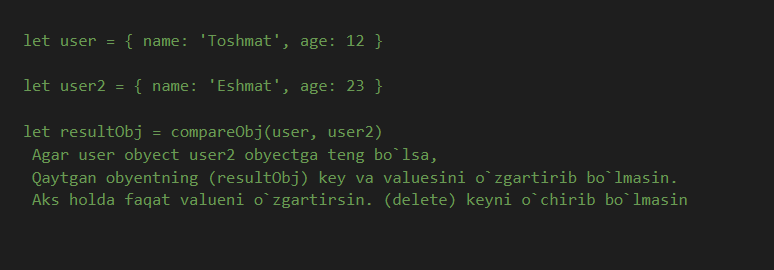 let user = { name: 'Toshmat', age: 12 }
let user2 = { name: 'Eshmat', age: 23 }
let resultObj = compareObj(user, user2)
Agar user obyect user2 obyectga teng bo`lsa,
Qaytgan obyentning (resultObj) key va valuesini o`zgartirib bo`lmasin.
Aks holda faqat valueni o`zgartirsin. (delete) keyni o`chirib bo`lmasin